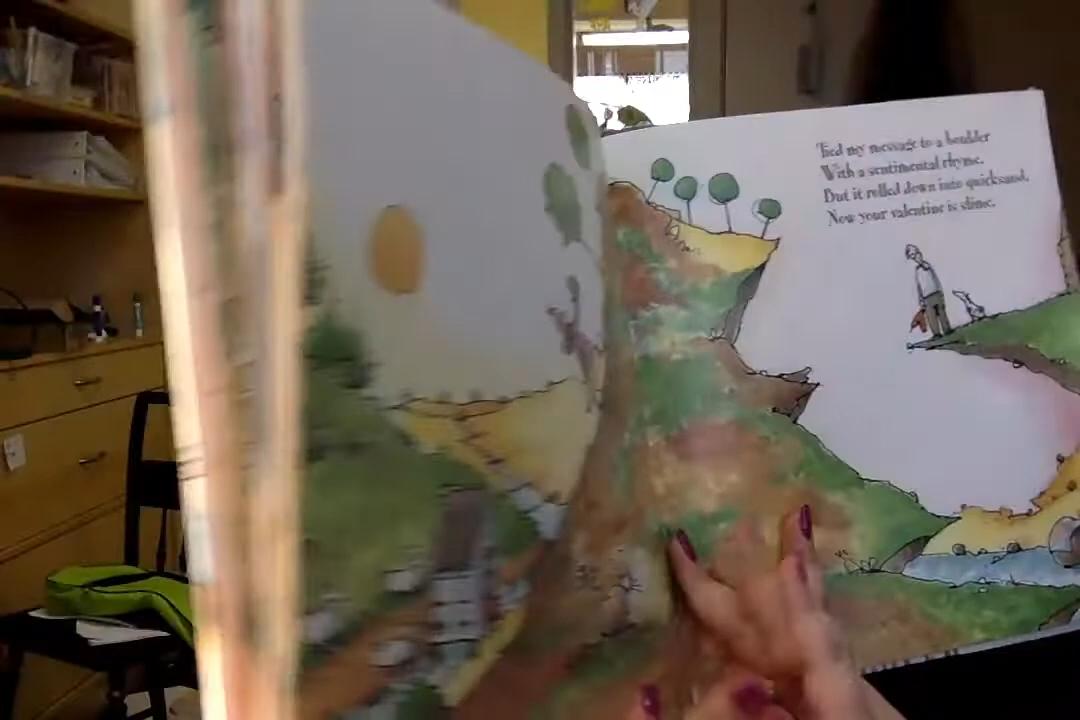 Tied my message to a boulder
With a sentimental rhyme.
But it rolled down into quicksand.
Now your valentine is slime.